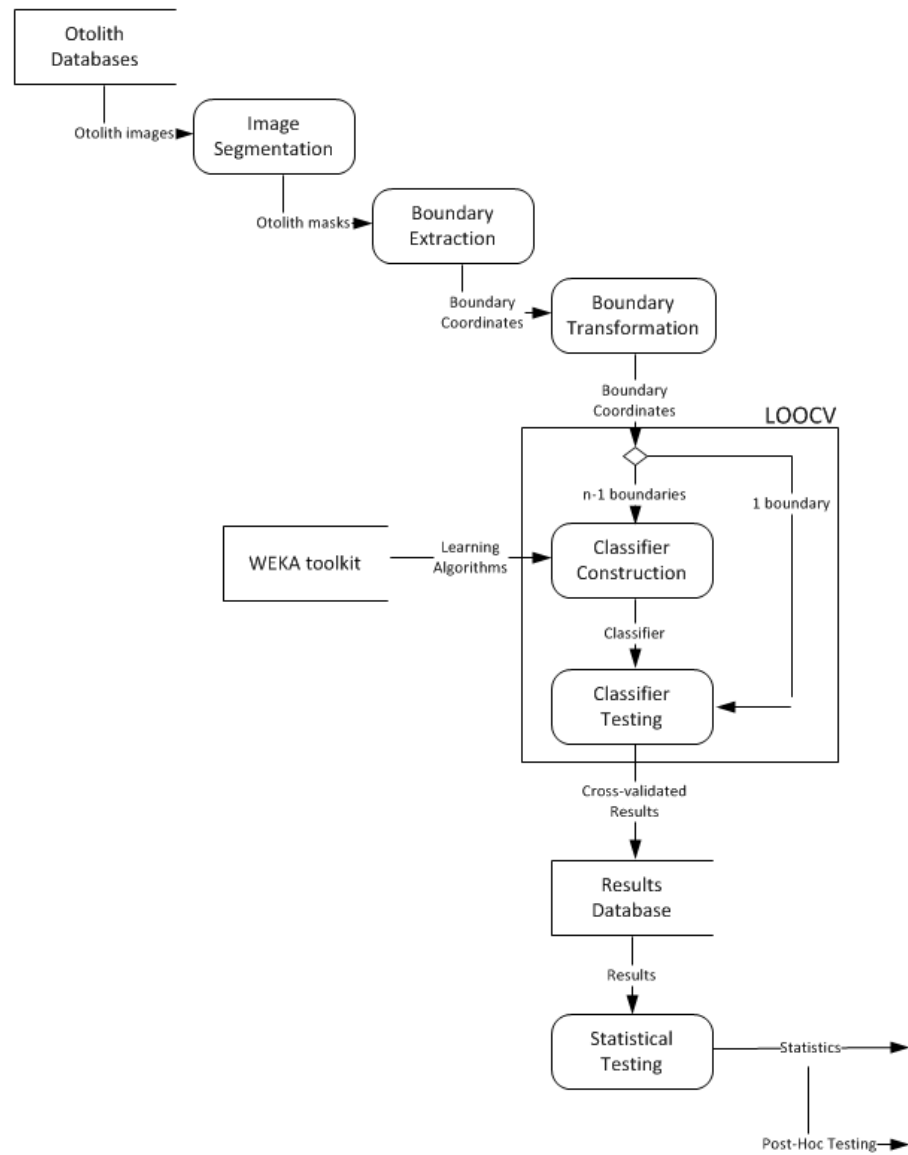 Otolith
Databases
Otolith images
Image
Segmentation
Otolith masks
Boundary
Extraction
Boundary
Coordinates
Boundary
Transformation
Boundary
Coordinates
LOOCV
n-1 boundaries
1 boundary
WEKA toolkit
Learning
Algorithms
Classifier
Construction
Classifier
Classifier
Testing
Cross-validated
Results
Results
Database
Results
Statistical
Testing
Statistics
Post-Hoc Testing